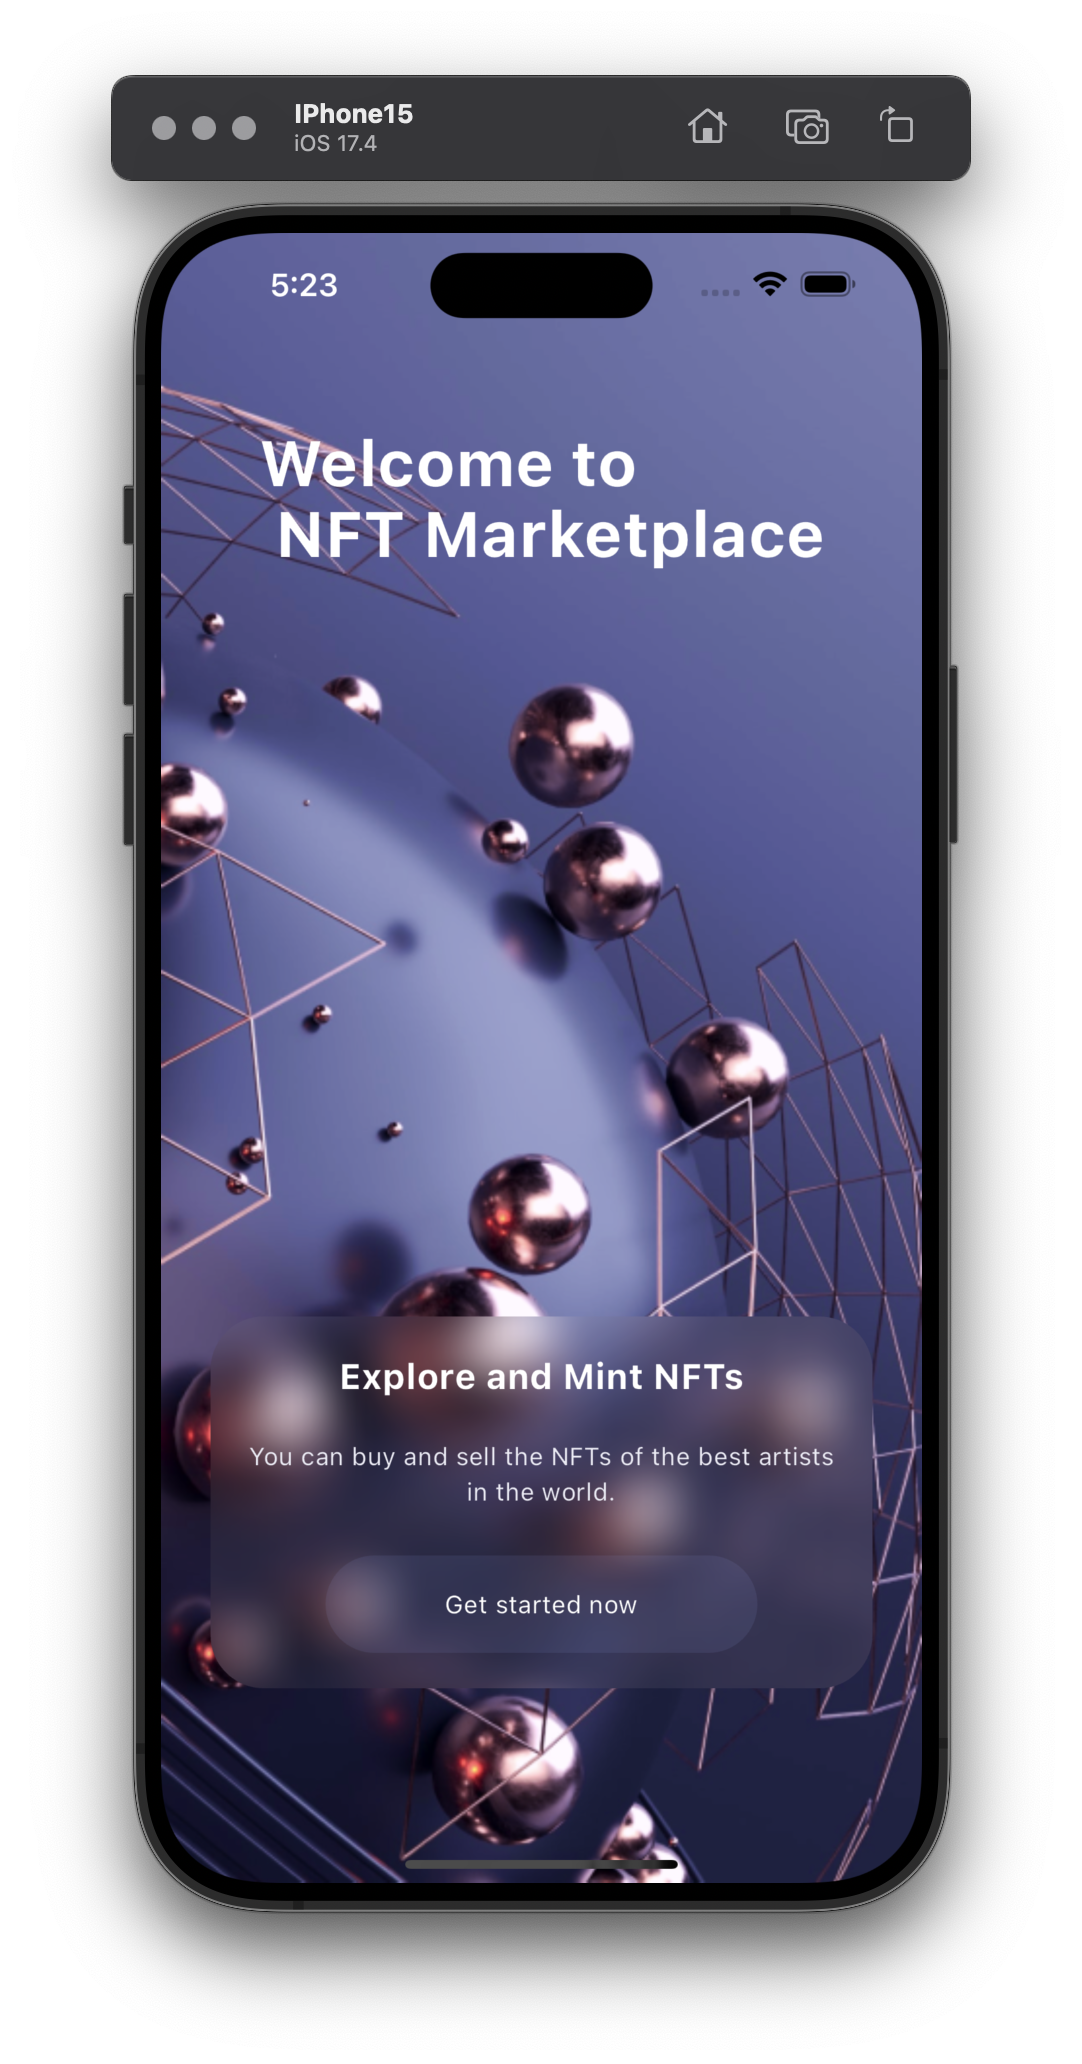 IPhone15
iOS 17.4
5:23
Welcome to
NFT Marketplace
Explore and Mint NFTs
You can buy and sell the NFTs of the best artists
in the world.
Get started now